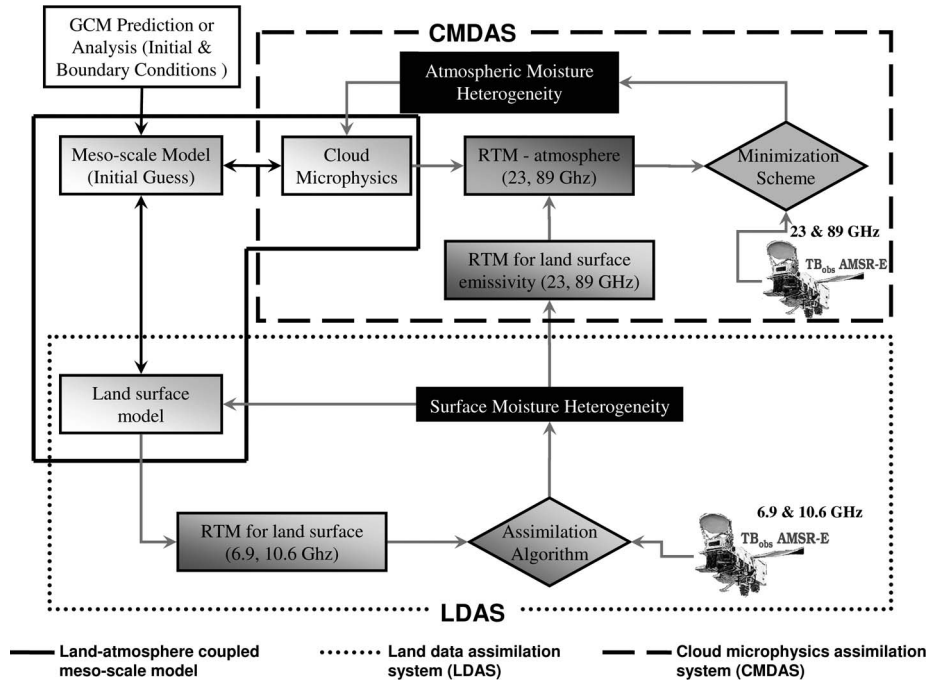 GCM Prediction or
Analysis (Initial &
Boundary Conditions )
CMDAS
Atmospheric Moisture
Heterogeneity
Meso-scale Model
(Initial Guess)
Cloud
Microphysics
RTM - atmosphere
(23, 89 Ghz)
Minimization
Scheme
23 & 89 GHz
TBobs AMSR-E
RTM for land surface
emissivity (23, 89 GHz)
Land surface
model
Surface Moisture Heterogeneity
RTM for land surface
(6.9, 10.6 Ghz)
Assimilation
Algorithm
6.9 & 10.6 GHz
TBobs AMSR-E
LDAS
Land-atmosphere coupled
meso-scale model
Land data assimilation
system (LDAS)
Cloud microphysics assimilation
system (CMDAS)